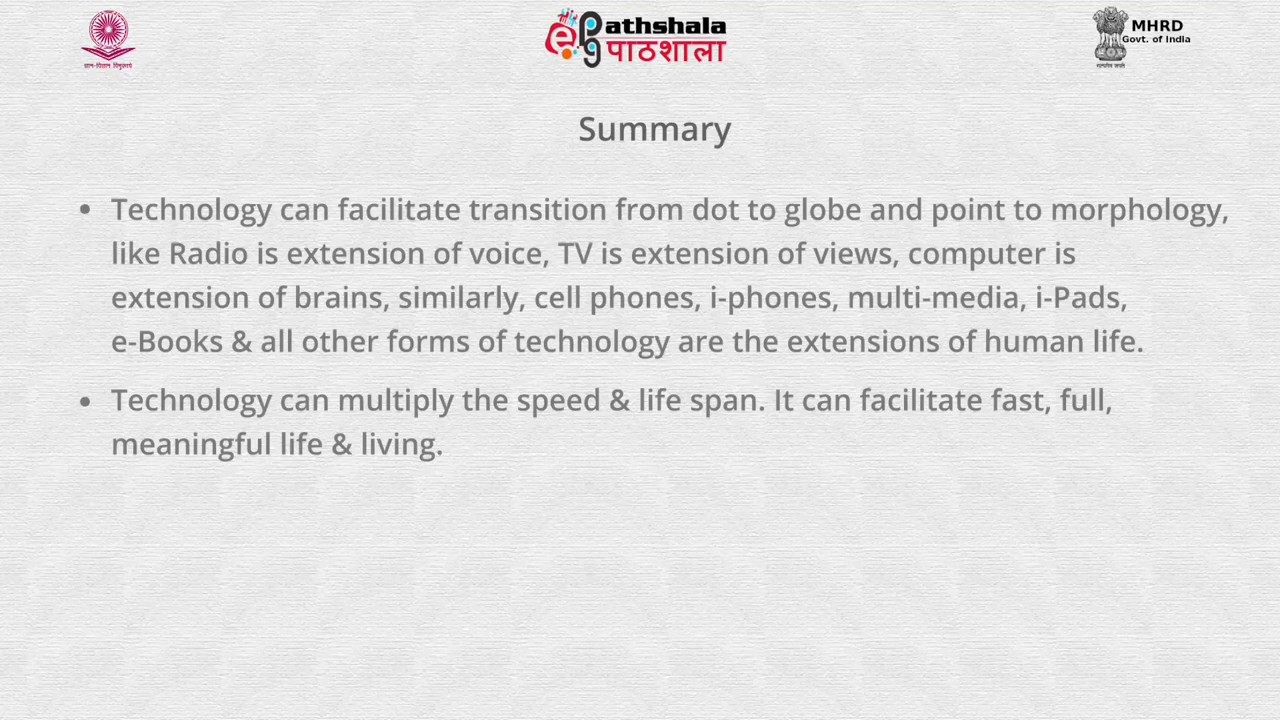 ePG Pathshala
पाठशाला
MHRD
Govt. of India
Summary
• Technology can facilitate transition from dot to globe and point to morphology,
like Radio is extension of voice, TV is extension of views, computer is
extension of brains, similarly, cell phones, i-phones, multi-media, i-Pads,
e-Books & all other forms of technology are the extensions of human life.
• Technology can multiply the speed & life span. It can facilitate fast, full,
meaningful life & living.